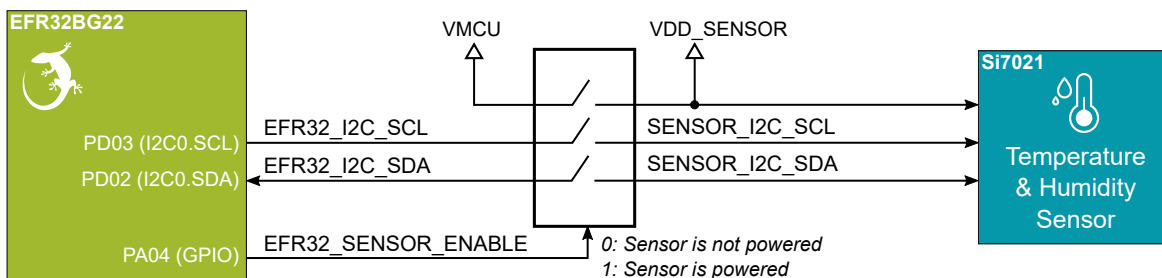 EFR32BG22
VMCU
VDD_SENSOR
Si7021
EFR32_I2C_SCL
SENSOR_I2C_SCL
PD03 (I2C0.SCL)
EFR32_I2C_SDA
SENSOR_I2C_SDA
PD02 (I2C0.SDA)
Temperature
& Humidity
Sensor
EFR32_SENSOR_ENABLE
PA04 (GPIO)
0: Sensor is not powered
1: Sensor is powered